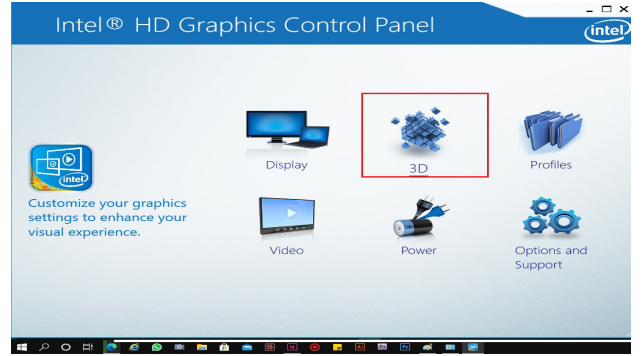 Intel® HD Graphics Control Panel
intel
Display
3D
Profiles
intel
Customize your graphics
settings to enhance your
visual experience.
Video
Power
Options and
Support